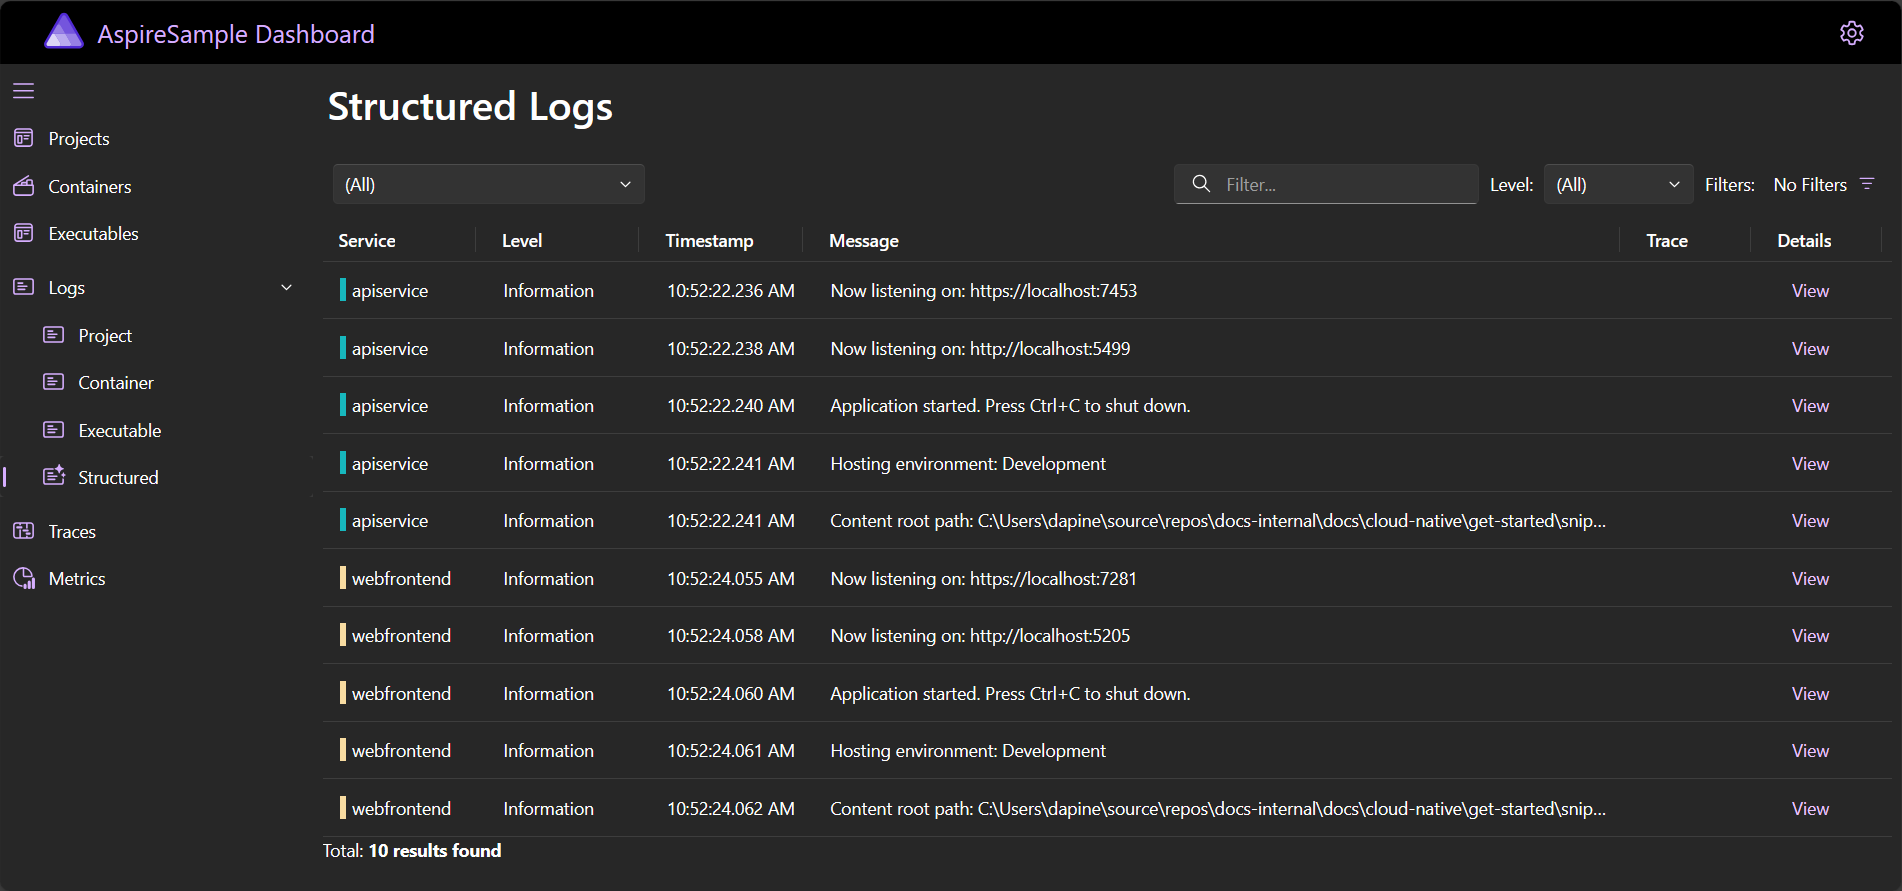 AspireSample Dashboard
Projects
Containers
Executables
Logs
Project
Container
Executable
Structured
Traces
Metrics
Structured Logs
(All)
Filter...
Level:
(All)
Filters:
No Filters
Service Level Timestamp Message Trace Details
apiservice Information 10:52:22.236 AM Now listening on: https://localhost:7453 View
apiservice Information 10:52:22.238 AM Now listening on: http://localhost:5499 View
apiservice Information 10:52:22.240 AM Application started. Press Ctrl+C to shut down. View
apiservice Information 10:52:22.241 AM Hosting environment: Development View
apiservice Information 10:52:22.241 AM Content root path: C:\Users\dapine\source\repos\docs-internal\docs\cloud-native\get-started\snip... View
webfrontend Information 10:52:24.055 AM Now listening on: https://localhost:7281 View
webfrontend Information 10:52:24.058 AM Now listening on: http://localhost:5205 View
webfrontend Information 10:52:24.060 AM Application started. Press Ctrl+C to shut down. View
webfrontend Information 10:52:24.061 AM Hosting environment: Development View
webfrontend Information 10:52:24.062 AM Content root path: C:\Users\dapine\source\repos\docs-internal\docs\cloud-native\get-started\snip... View
Total: 10 results found